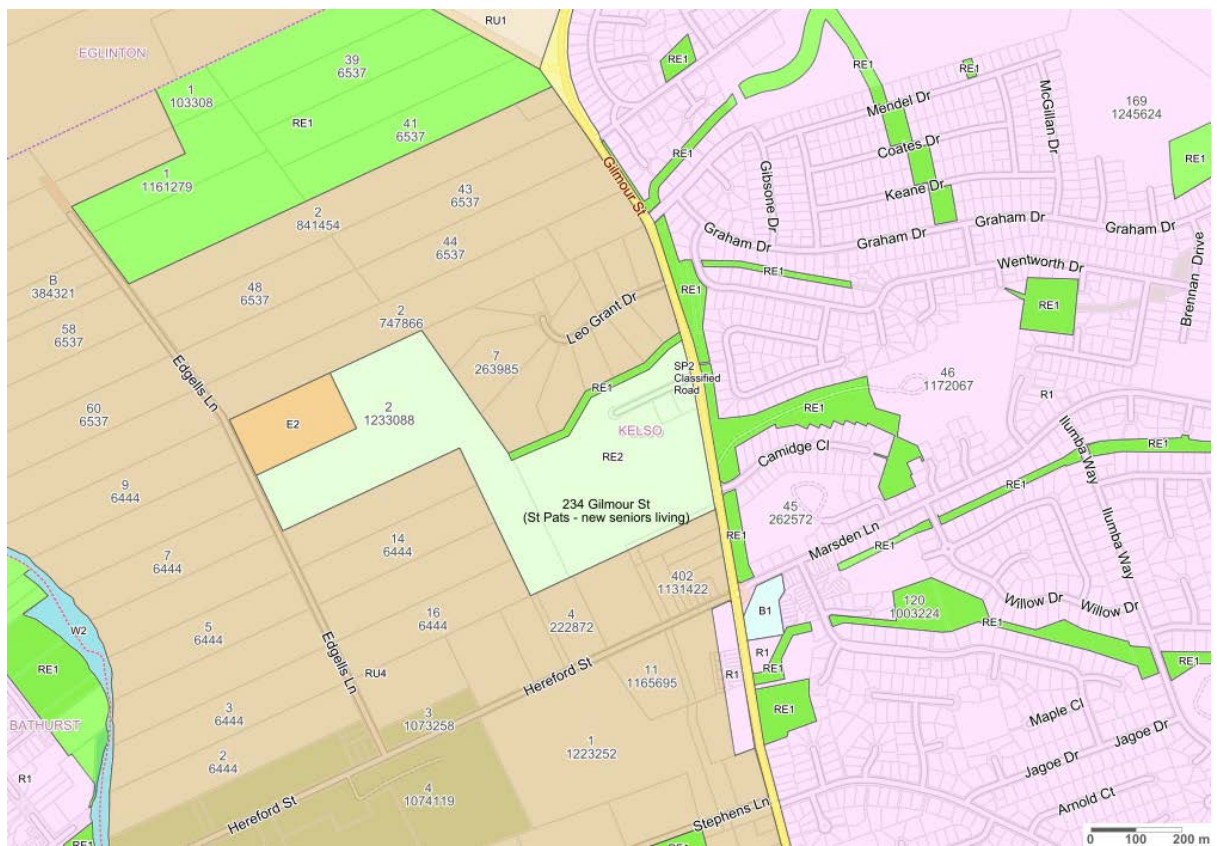 RU1
EGLINTON
39
6537
RE1
RE1
RE1
1
103308
McGillan Dr
169
1245624
Mendel Dr
RE1
41
6537
Coates Dr
RE1
RE1
1
1161279
Gilmour St
Gibsone Dr
Keane Dr
43
6537
2
841454
Graham Dr
Graham Dr
Graham Dr
Graham Dr
44
6537
Wentworth Dr
RE1
B
384321
48
6537
RE1
Leo Grant Dr
RE1
Brennan Drive
2
747866
58
6537
Edgells Ln
7
263985
SP2
Classified
Road
46
1172067
RE1
R1
60
6537
2
1233088
RE1
E2
KELSO
Ilumba Way
RE1
Camidge Cl
RE2
RE1
9
6444
234 Gilmour St
(St Pats - new seniors living)
45
262572
Marsden Ln
Ilumba Way
14
6444
RE1
RE1
7
6444
402
1131422
Willow Dr
Willow Dr
120
1003224
B1
16
6444
4
222872
RE1
W2
5
6444
R1
RE1
Edgells Ln
RE1
RE1
RU4
Hereford St
11
1165695
R1
RE1
3
6444
3
1073258
Maple Cl
BATHURST
1
1223252
Jagoe Dr
2
6444
Jagoe Dr
R1
4
1074119
Arnold Ct
Hereford St
Stephens Ln
RE1
RE1
0 100 200 m